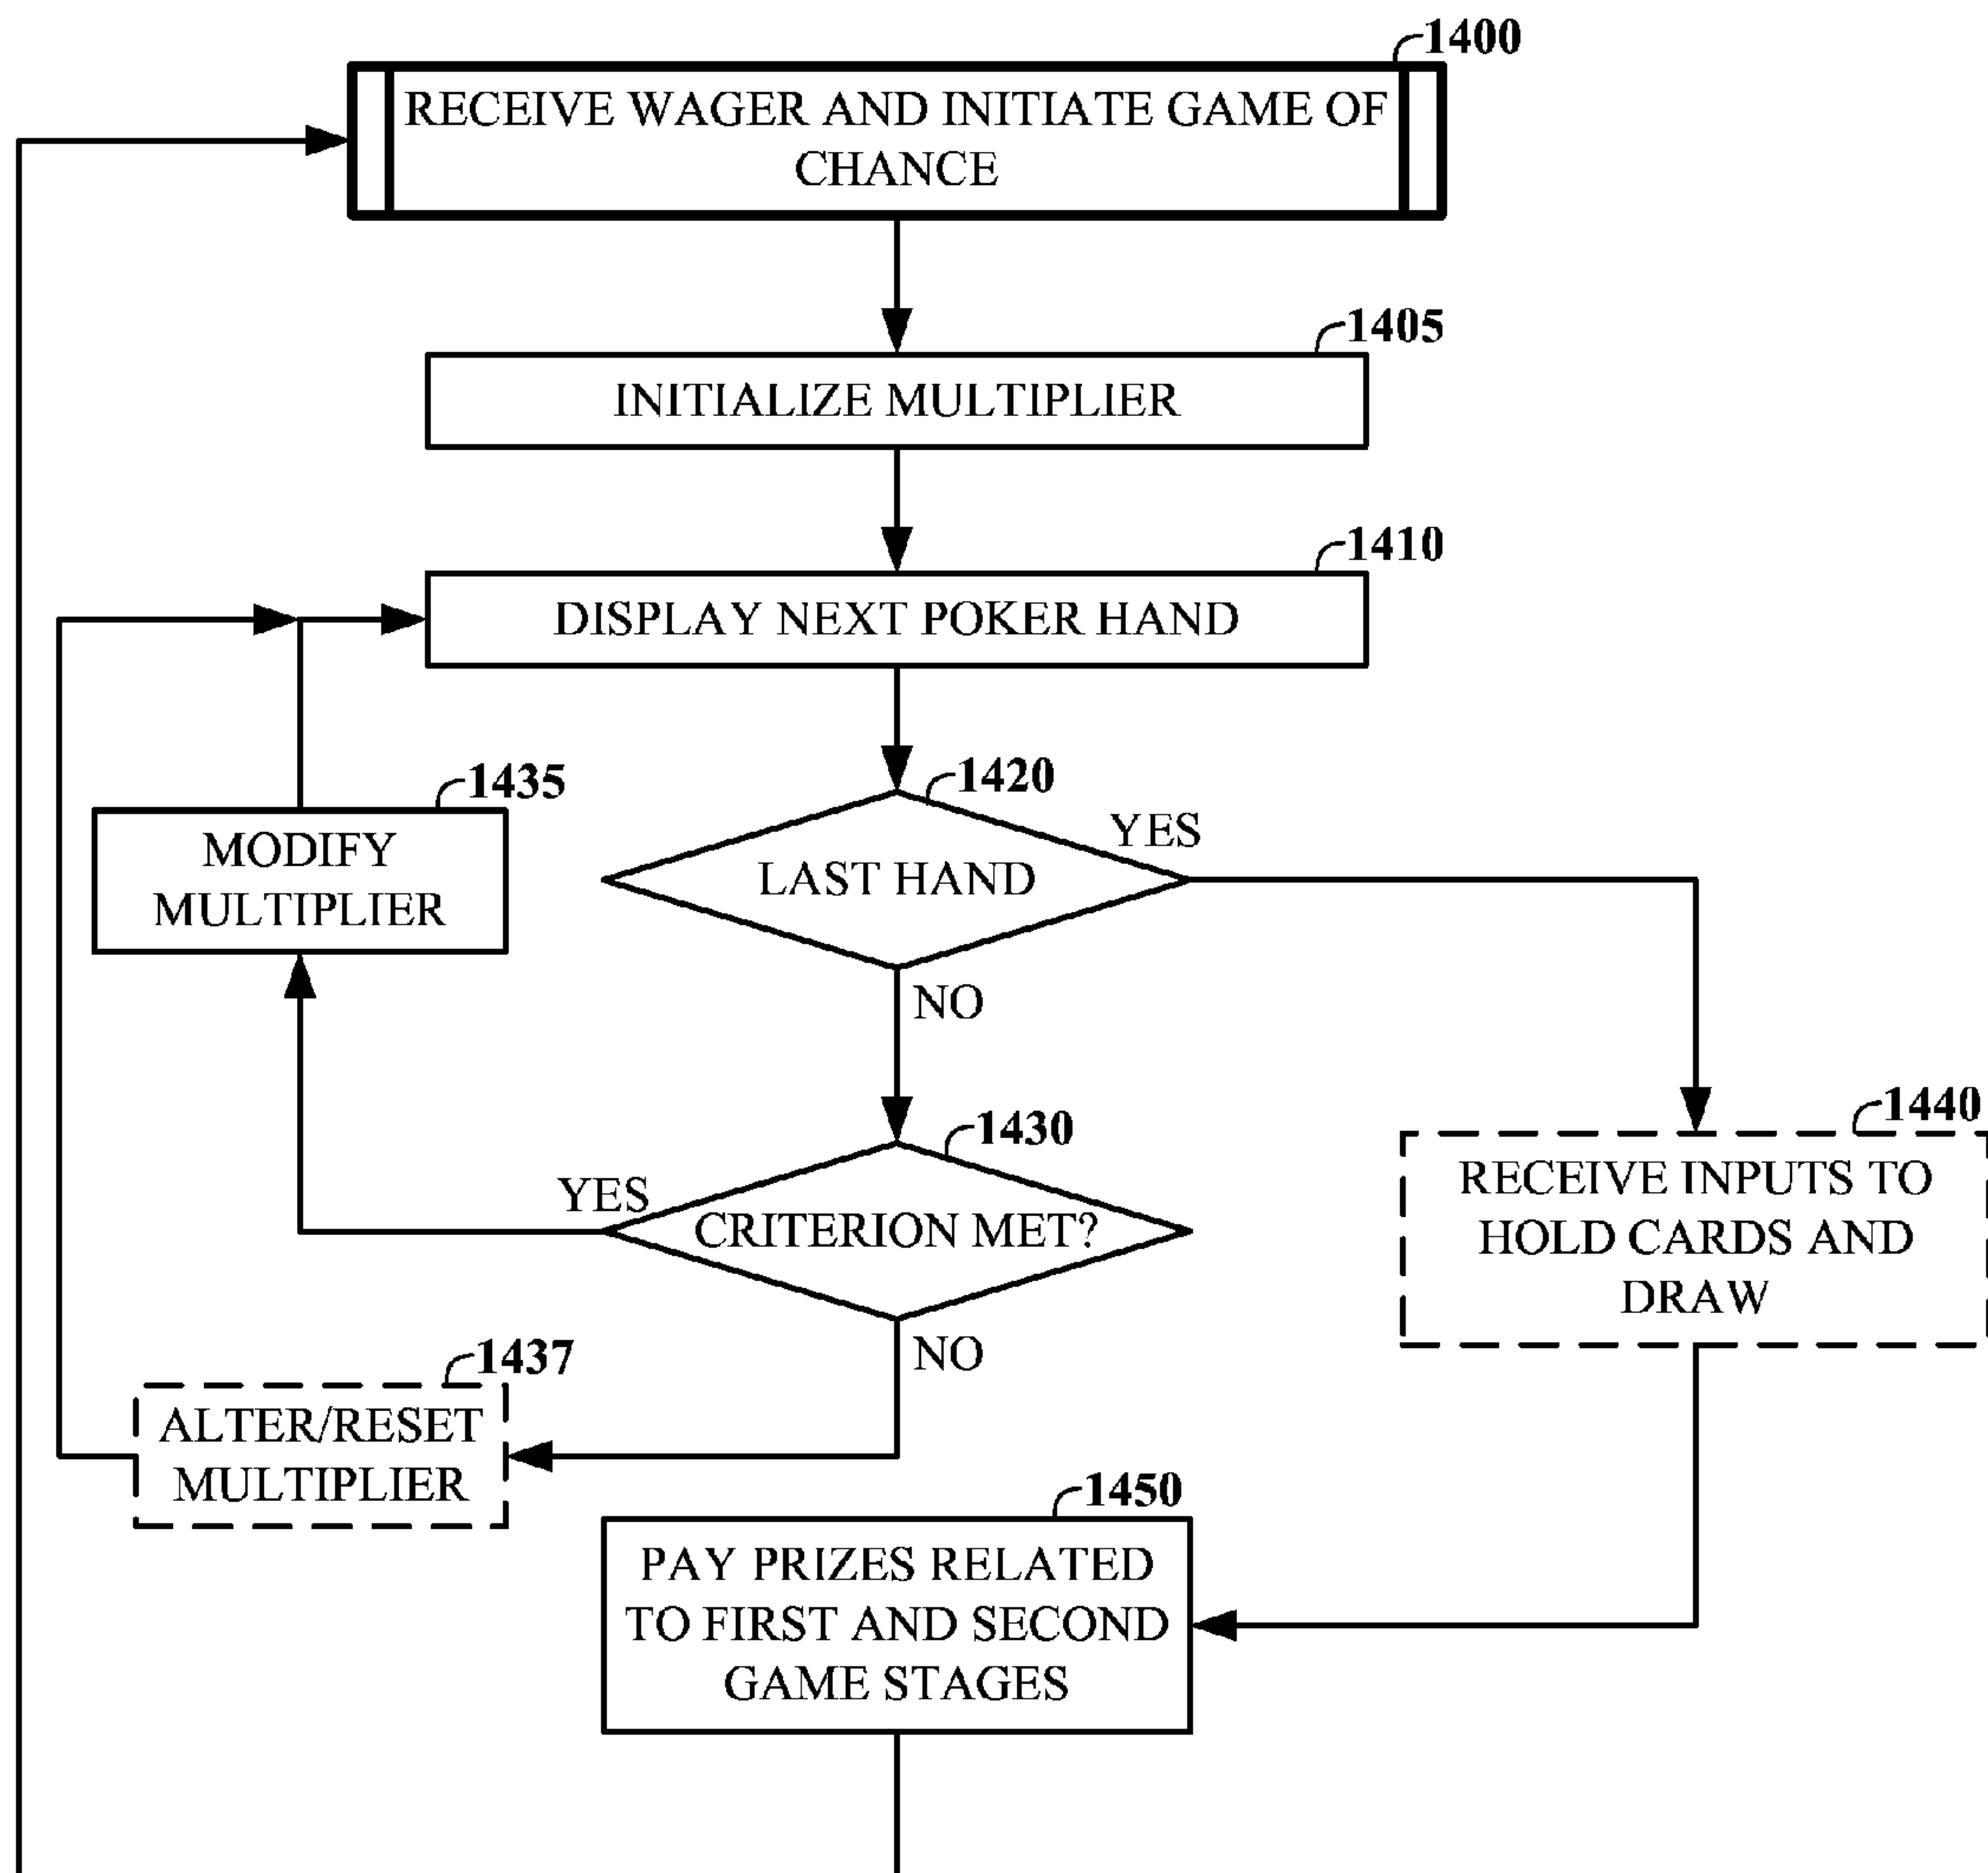 1400
RECEIVE WAGER AND INITIATE GAME OF
CHANCE
1405
INITIALIZE MULTIPLIER
1410
DISPLAY NEXT POKER HAND
1435
MODIFY
MULTIPLIER
1420
YES
LAST HAND
NO
1430
YES
CRITERION MET?
NO
1440
RECEIVE INPUTS TO
HOLD CARDS AND
DRAW
1437
ALTER/RESET
MULTIPLIER
1450
PAY PRIZES RELATED
TO FIRST AND SECOND
GAME STAGES